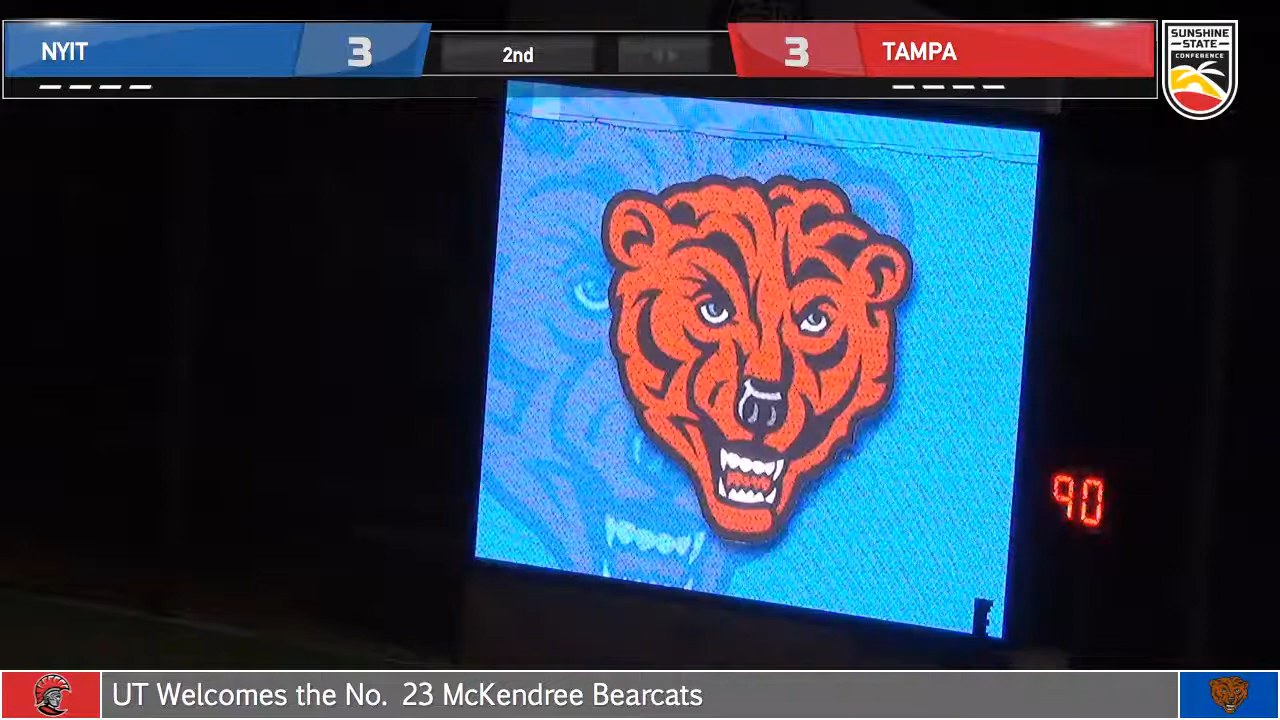 NYIT 3 2nd 3 TAMPA
SUNSHINE
STATE
CONFERENCE
90
UT Welcomes the No. 23 McKendree Bearcats